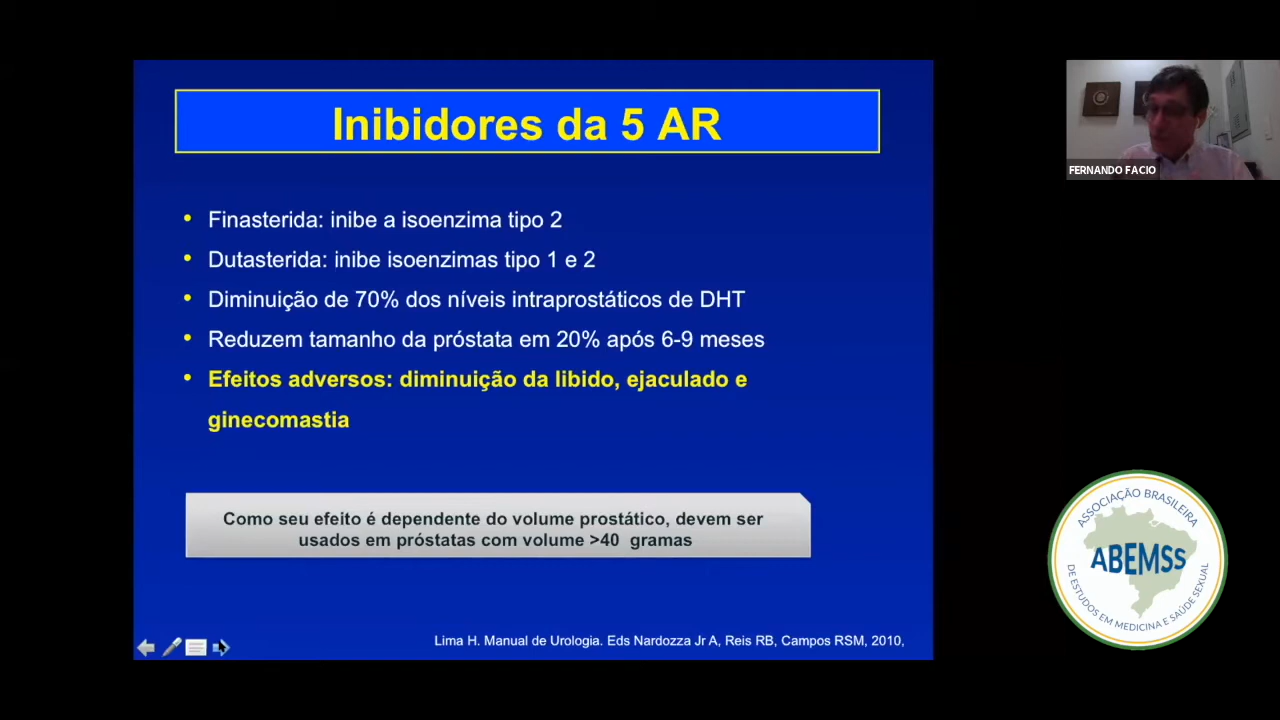 Inibidores da 5 AR
• Finasterida: inibe a isoenzima tipo 2
• Dutasterida: inibe isoenzimas tipo 1 e 2
• Diminuição de 70% dos níveis intraprostáticos de DHT
• Reduzem tamanho da próstata em 20% após 6-9 meses
• Efeitos adversos: diminuição da libido, ejaculado e
ginecomastia
Como seu efeito é dependente do volume prostático, devem ser
usados em próstatas com volume >40 gramas
Lima H. Manual de Urologia. Eds Nardozza Jr A, Reis RB, Campos RSM, 2010,
FERNANDO FACIO
ASSOCIAÇÃO BRASILEIRA
ABEMSS
DE ESTUDOS EM MEDICINA E SAÚDE SEXUAL